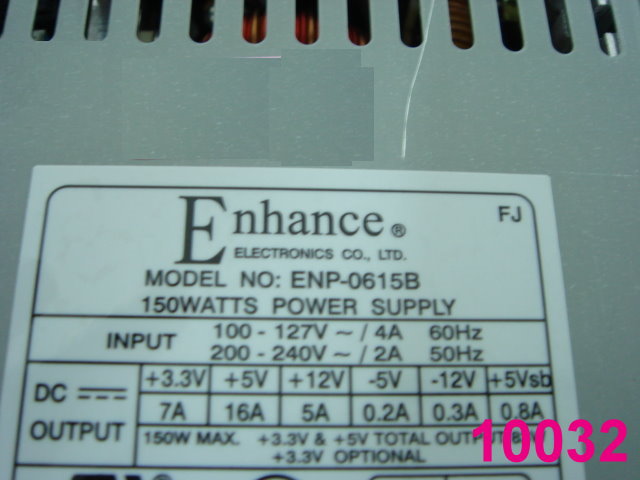 Enhance ®
FJ
ELECTRONICS CO., LTD.
MODEL NO: ENP-0615B
150WATTS POWER SUPPLY
INPUT 100 - 127V ~ / 4A 60Hz
200 - 240V ~ / 2A 50Hz
DC OUTPUT
+3.3V +5V +12V -5V -12V +5Vsb
7A 16A 5A 0.2A 0.3A 0.8A
150W MAX. +3.3V & +5V TOTAL OUTPUT
+3.3V OPTIONAL
10032